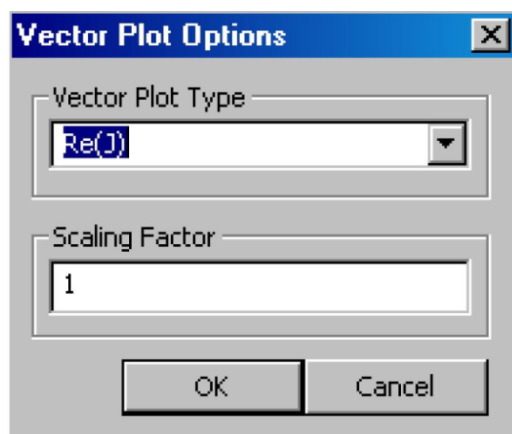 Vector Plot Options
Vector Plot Type
Re(J)
Scaling Factor
1
OK Cancel